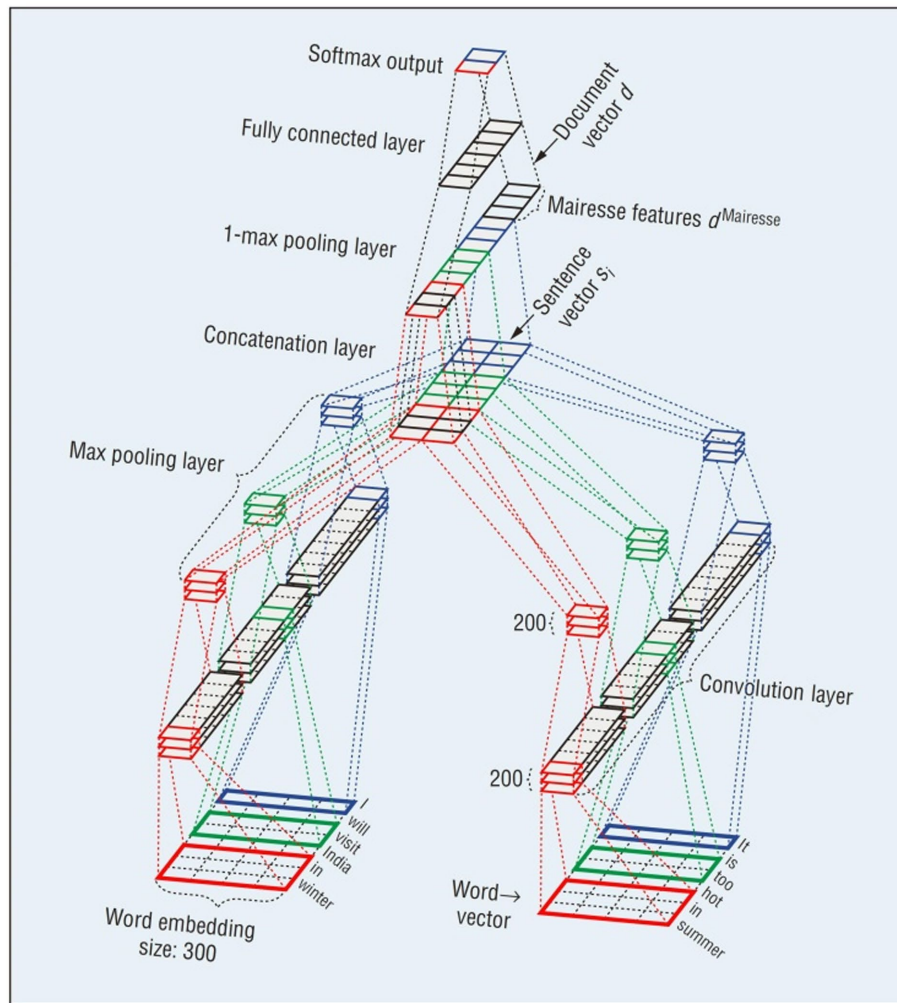 Softmax output
Fully connected layer
Document
vector d
Mairesse features d^Mairesse
1-max pooling layer
Sentence
vector s_i
Concatenation layer
Max pooling layer
200
Convolution layer
200
I
will
visit
India
in
winter
It
is
too
hot
in
summer
Word→
vector
Word embedding
size: 300